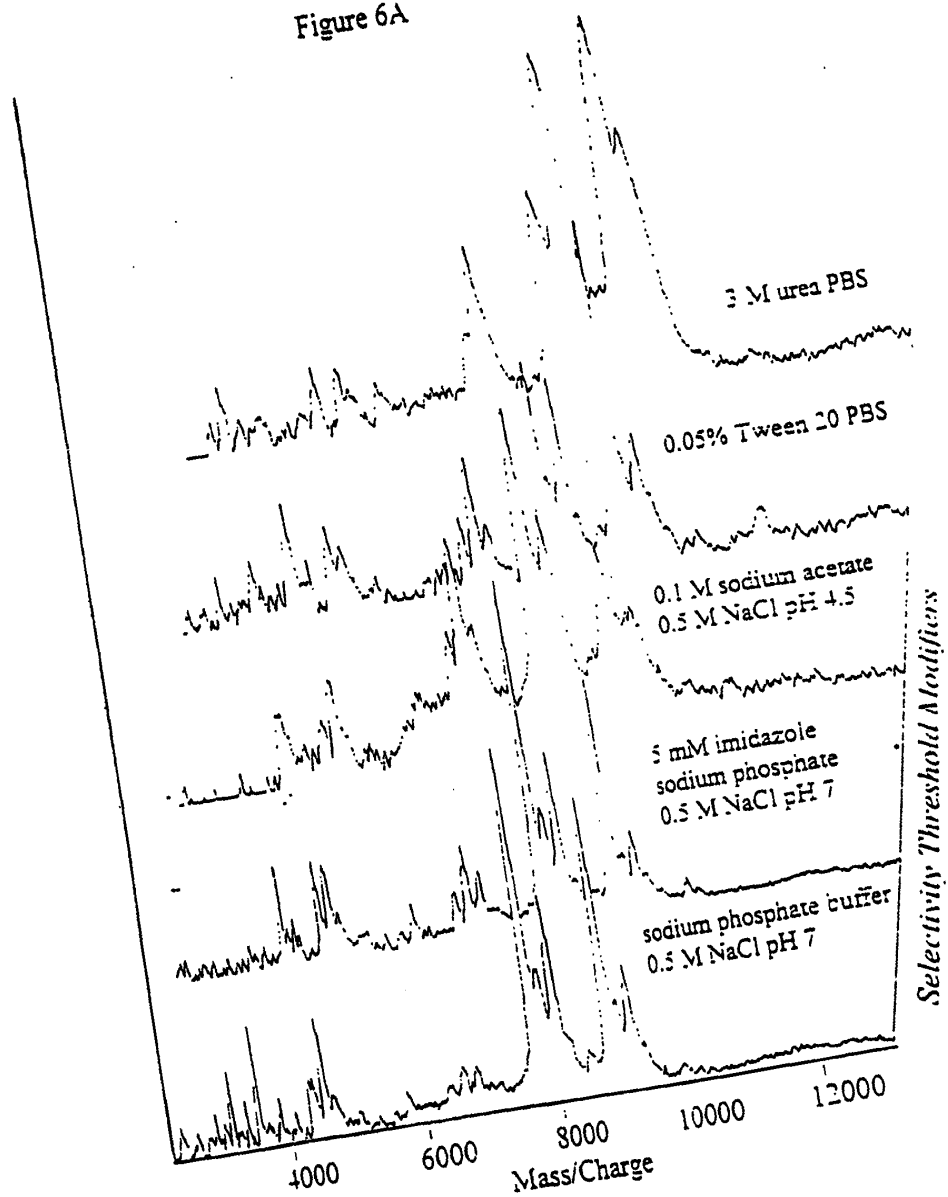 Figure 6A
3 M urea PBS
0.05% Tween 20 PBS
0.1 M sodium acetate
0.5 M NaCl pH 4.5
5 mM imidazole
sodium phosphate
0.5 M NaCl pH 7
sodium phosphate buffer
0.5 M NaCl pH 7
Selectivity Threshold Modifiers
4000
6000
8000
10000
12000
Mass/Charge